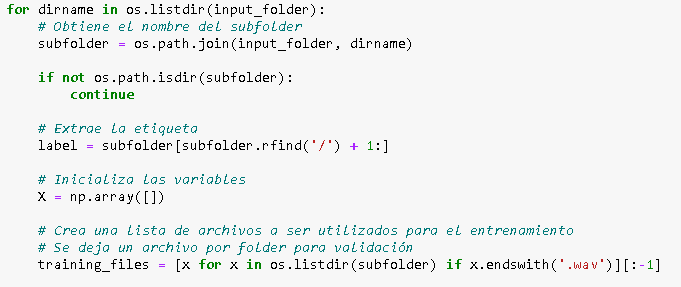 for dirname in os.listdir(input_folder):
# Obtiene el nombre del subfolder
subfolder = os.path.join(input_folder, dirname)
if not os.path.isdir(subfolder):
continue
# Extrae la etiqueta
label = subfolder[subfolder.rfind('/') + 1:]
# Inicializa las variables
X = np.array([])
# Crea una lista de archivos a ser utilizados para el entrenamiento
# Se deja un archivo por folder para validación
training_files = [x for x in os.listdir(subfolder) if x.endswith('.wav')][:-1]